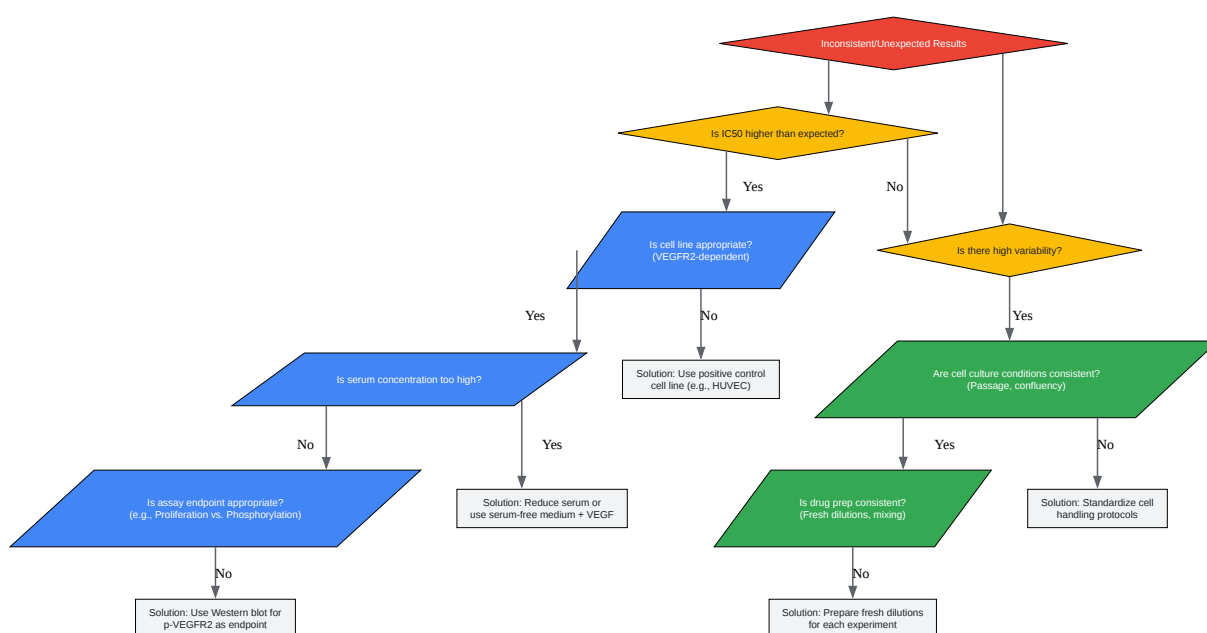 Inconsistent/Unexpected Results
Is IC50 higher than expected?
Yes
No
Is cell line appropriate?
(VEGFR2-dependent)
Is there high variability?
Yes
No
Yes
Solution: Use positive control
cell line (e.g., HUVEC)
Is serum concentration too high?
Are cell culture conditions consistent?
(Passage, confluency)
No
Yes
Yes
No
Is assay endpoint appropriate?
(e.g., Proliferation vs. Phosphorylation)
Solution: Reduce serum or
use serum-free medium + VEGF
Is drug prep consistent?
(Fresh dilutions, mixing)
Solution: Standardize cell
handling protocols
No
No
Solution: Use Western blot for
p-VEGFR2 as endpoint
Solution: Prepare fresh dilutions
for each experiment